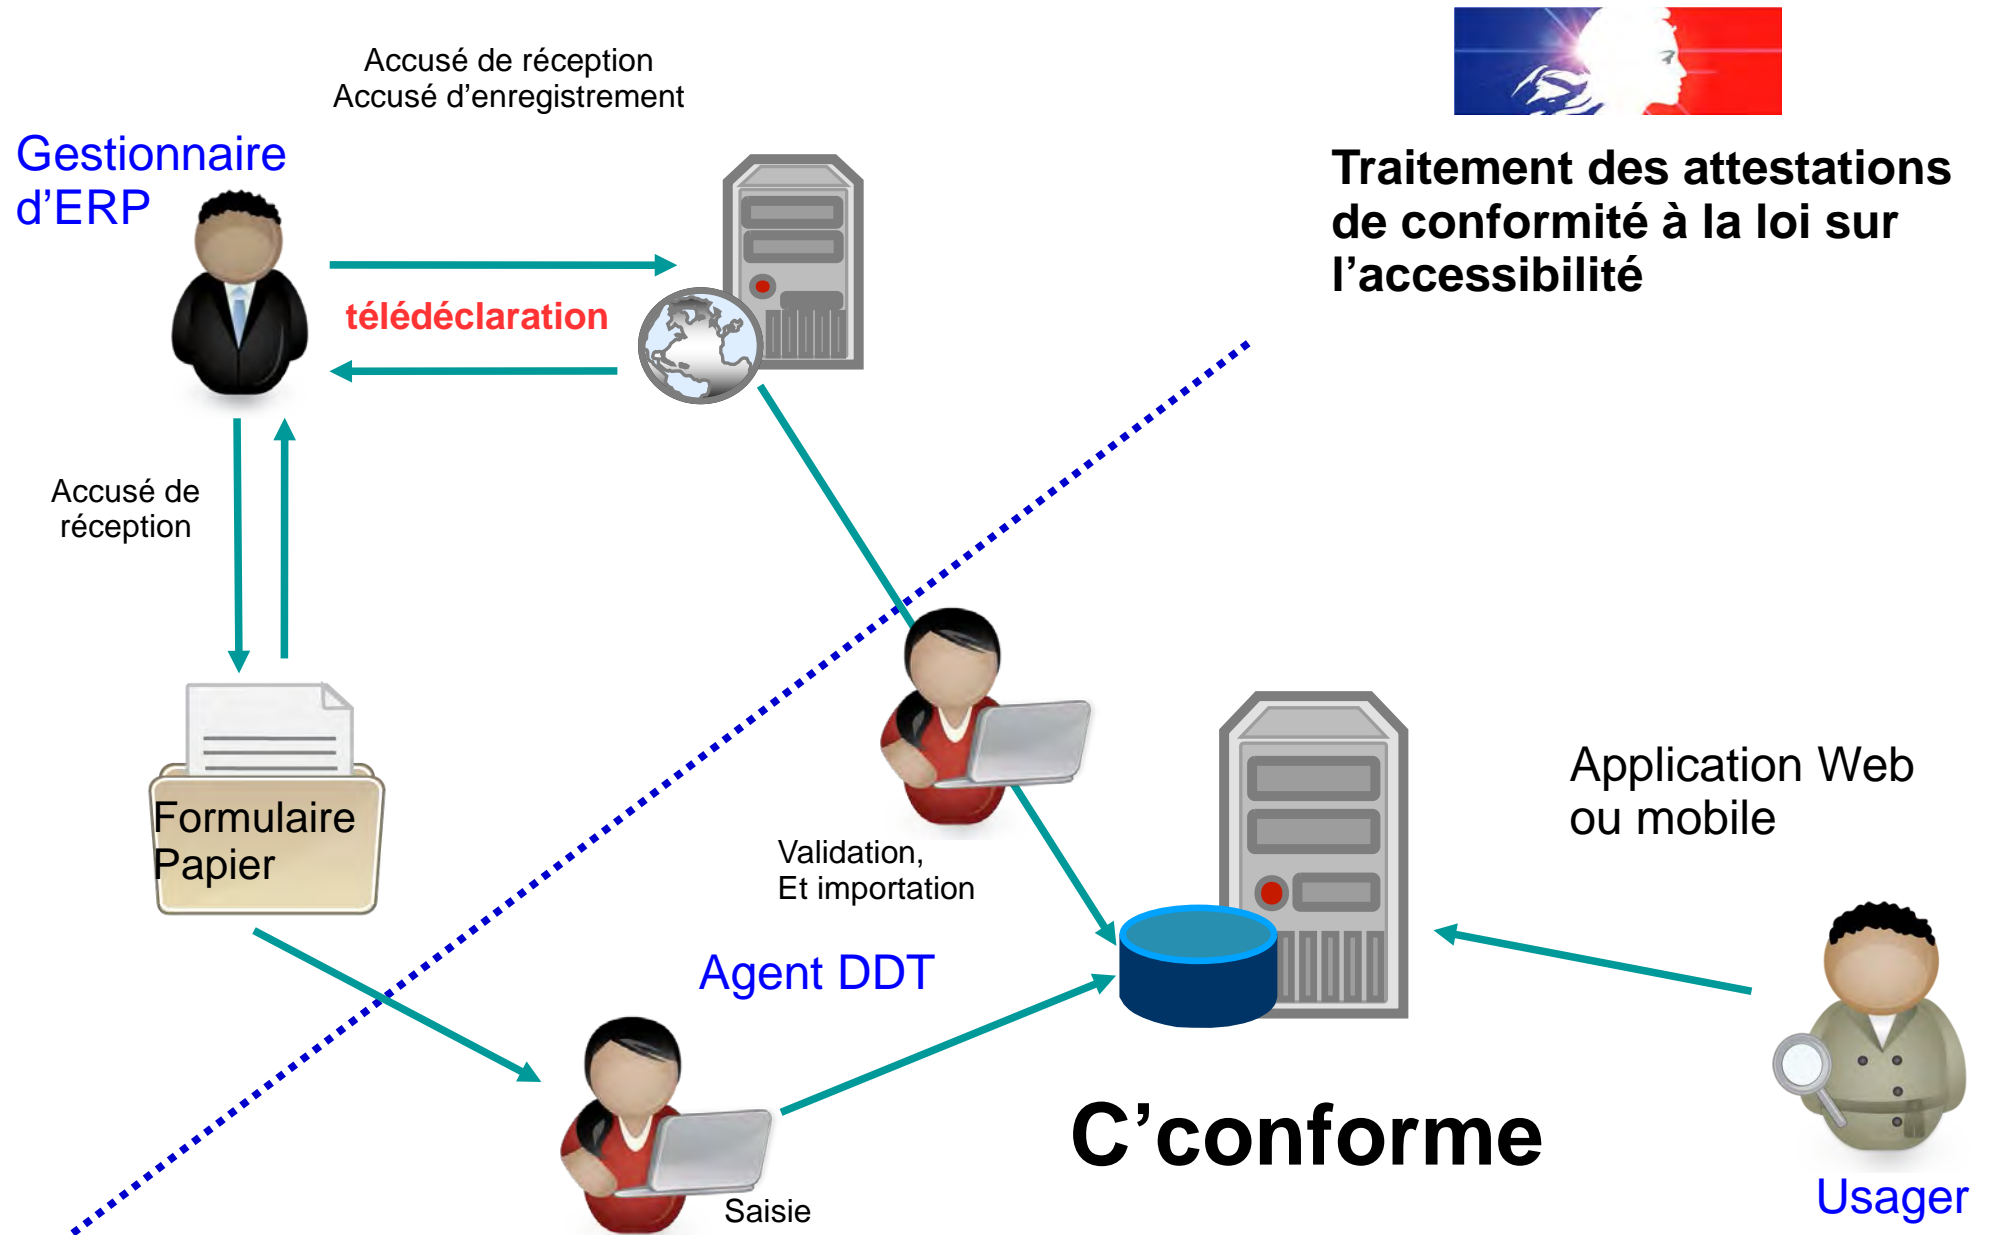 Accusé de réception
Accusé d'enregistrement
Gestionnaire
d'ERP
Traitement des attestations
de conformité à la loi sur
l'accessibilité
télédéclaration
Accusé de
réception
Formulaire
Papier
Application Web
ou mobile
Validation,
Et importation
Agent DDT
C'conforme
Saisie
Usager